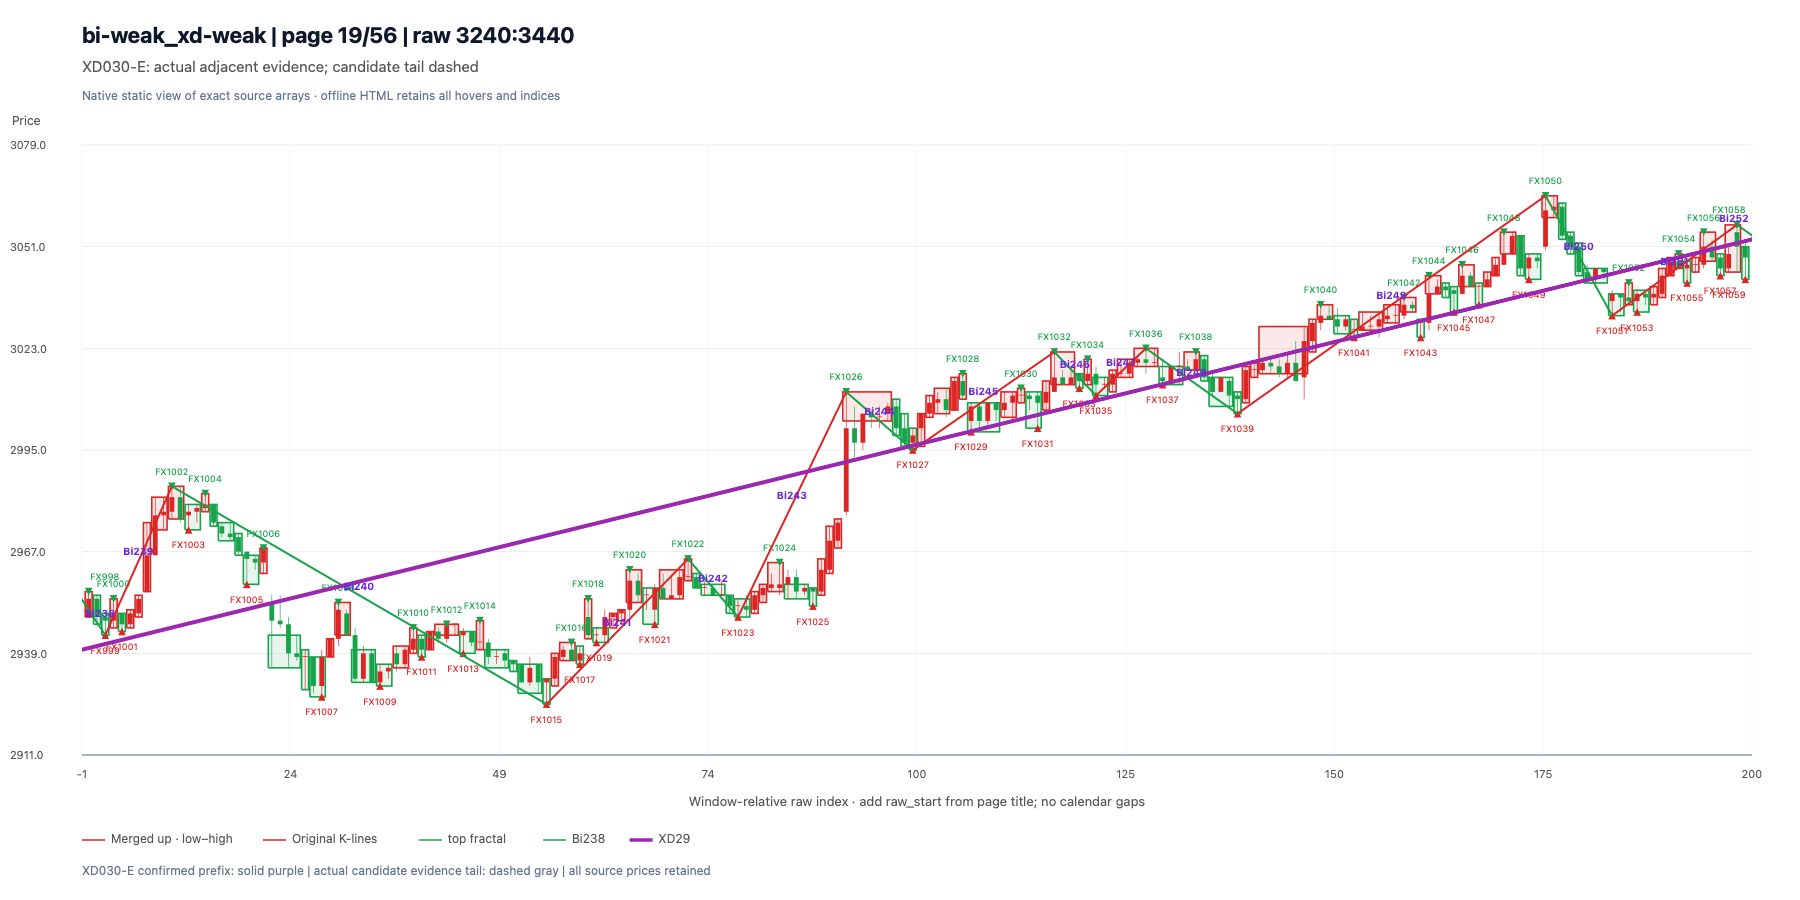 bi-weak_xd-weak | page 19/56 | raw 3240:3440
XD030-E: actual adjacent evidence; candidate tail dashed
Native static view of exact source arrays · offline HTML retains all hovers and indices
Price
3079.0
FX1050
FX1058
FX1048 FX1056 Bi252
3051.0
Bi250
FX1046 FX1054
FX1044
FX1042
FX1040 Bi249 FX1049 FX1055 FX1057 FX1059
FX1045 FX1047 FX1053
3023.0
FX1032 FX1034 FX1036 FX1038 FX1041 FX1043
FX1028 Bi246
FX1026 FX1030 Bi245 FX1037
Bi244 FX1035
FX1029 FX1031 FX1039
2995.0
FX1027
Bi243
FX1002 FX1004
FX1003 FX1006
2967.0
Bi239
FX1020 FX1022 FX1024
FX998 FX1000 Bi242
Bi240 FX1018
FX1005
FX1010 FX1012 FX1014 Bi241 FX1025
FX1016 FX1021 FX1023
2939.0
FX999 FX1001
FX1011 FX1013 FX1019
FX1017
FX1007 FX1009
FX1015
2911.0
-1 24 49 74 100 125 150 175 200
Window-relative raw index · add raw_start from page title; no calendar gaps
Merged up · low–high Original K-lines top fractal Bi238 XD29
XD030-E confirmed prefix: solid purple | actual candidate evidence tail: dashed gray | all source prices retained